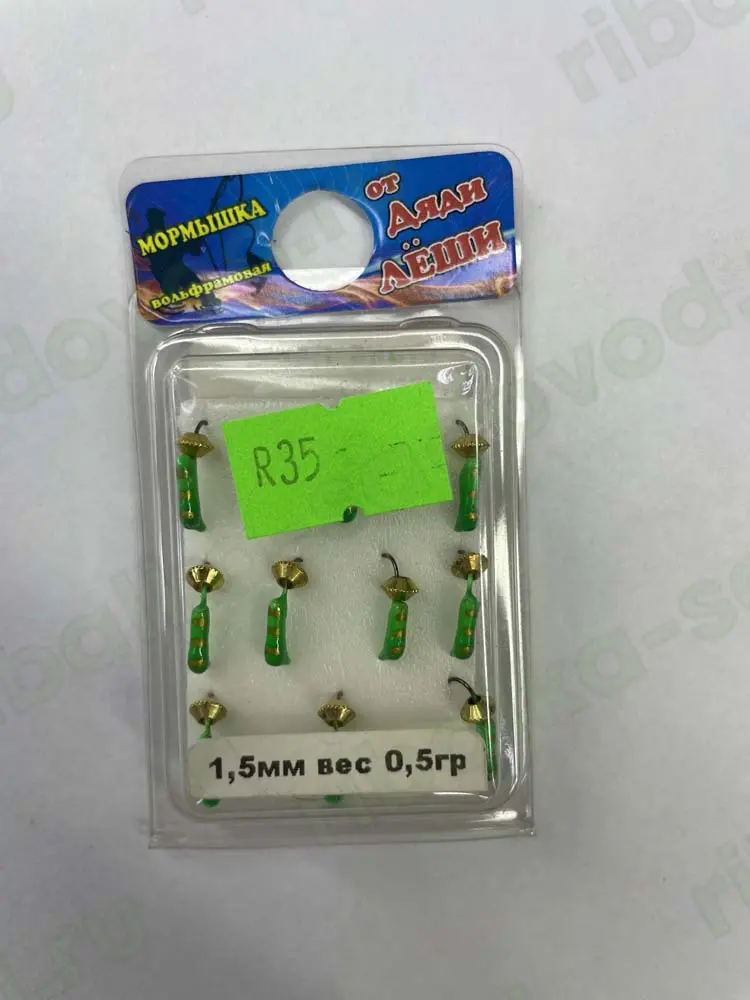 МОРМЫШКА
вольфрамовая
от
Дяди
ЛЁШИ
R35
1,5мм вес 0,5гр